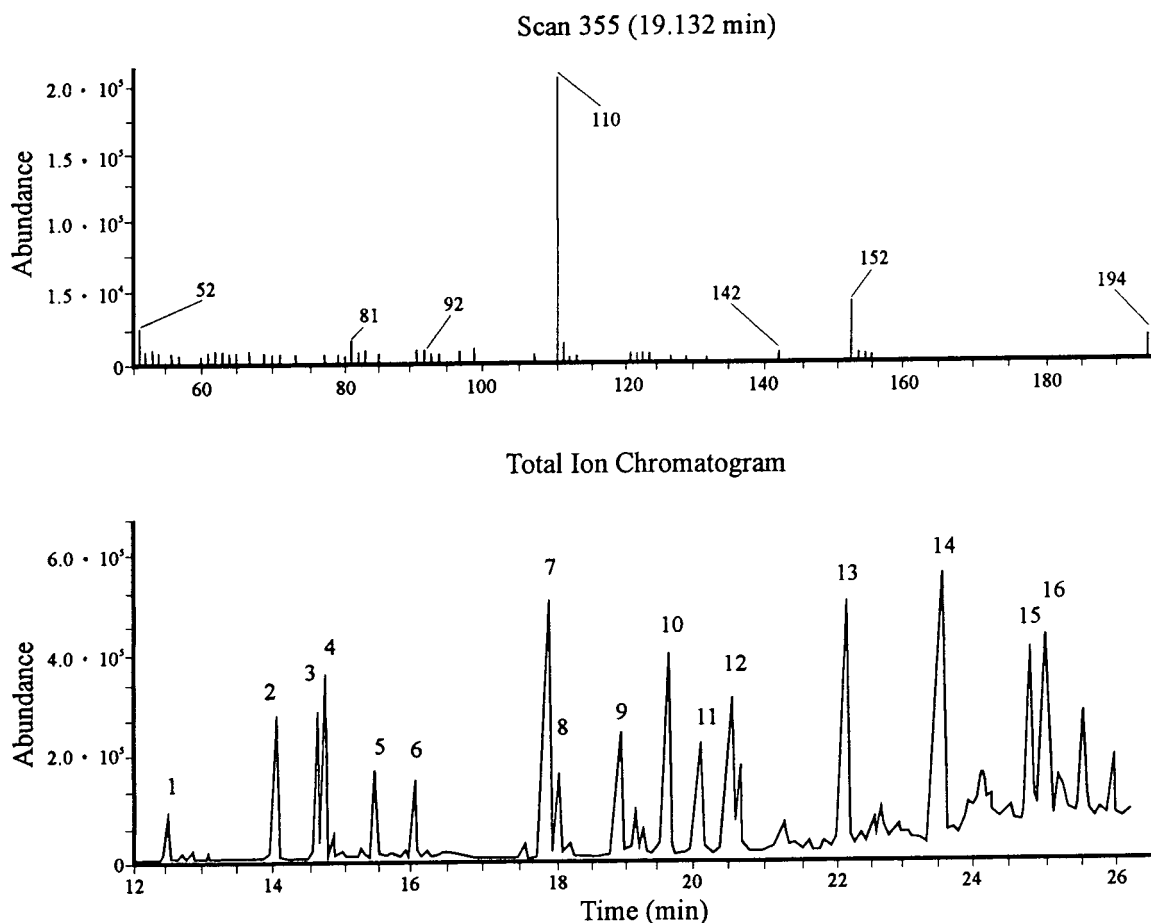 Scan 355 (19.132 min)
2.0 · 10⁵
110
1.5 · 10⁵
Abundance
1.0 · 10⁵
152
194
52
142
1.5 · 10⁴
81
92
0
60 80 100 120 140 160 180
Total Ion Chromatogram
6.0 · 10⁵
14
7
13
16
15
4
10
Abundance
4.0 · 10⁵
3
12
2
9
11
5
6
8
2.0 · 10⁵
1
0
12 14 16 18 20 22 24 26
Time (min)